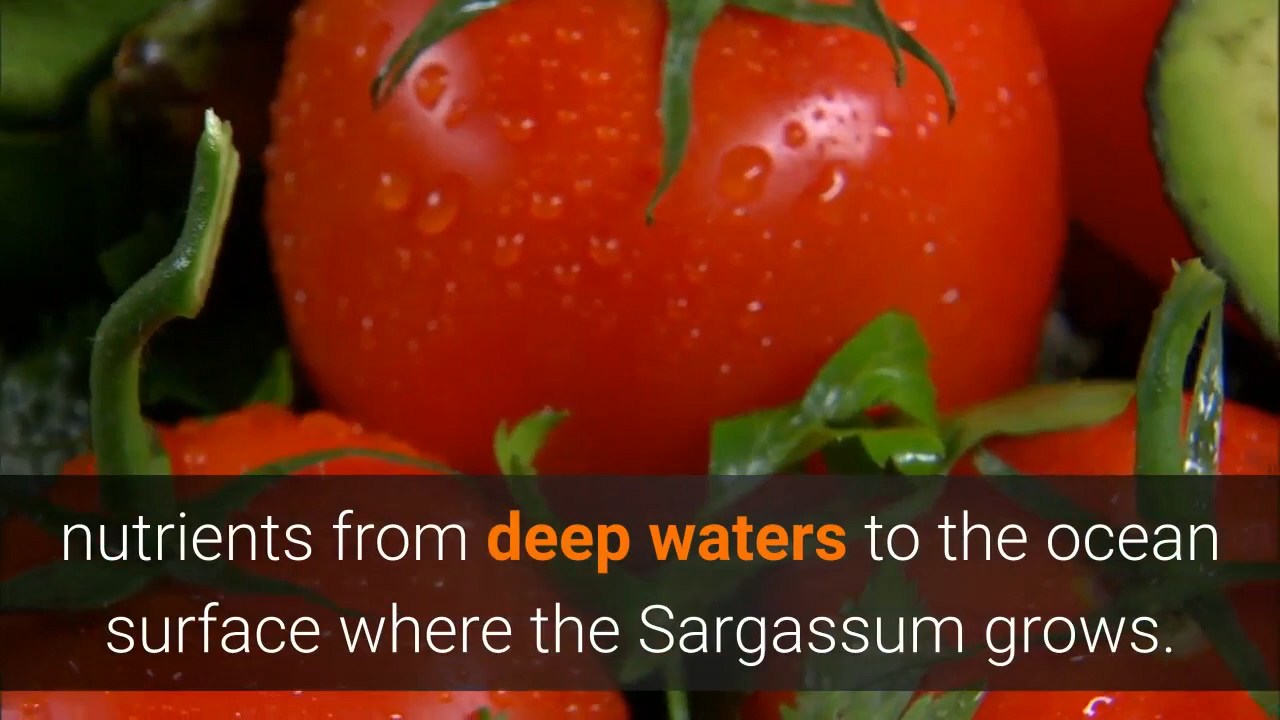 nutrients from deep waters to the ocean
surface where the Sargassum grows.